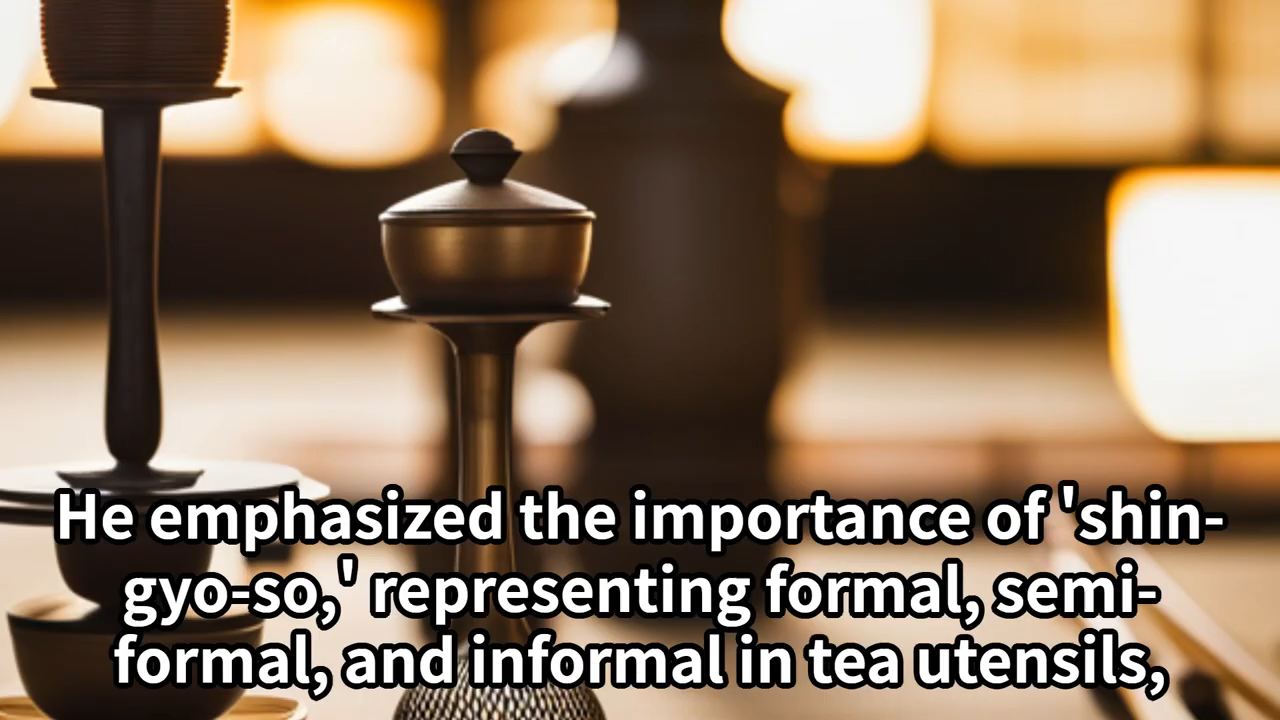 He emphasized the importance of 'shin-
gyo-so,' representing formal, semi-
formal, and informal in tea utensils,